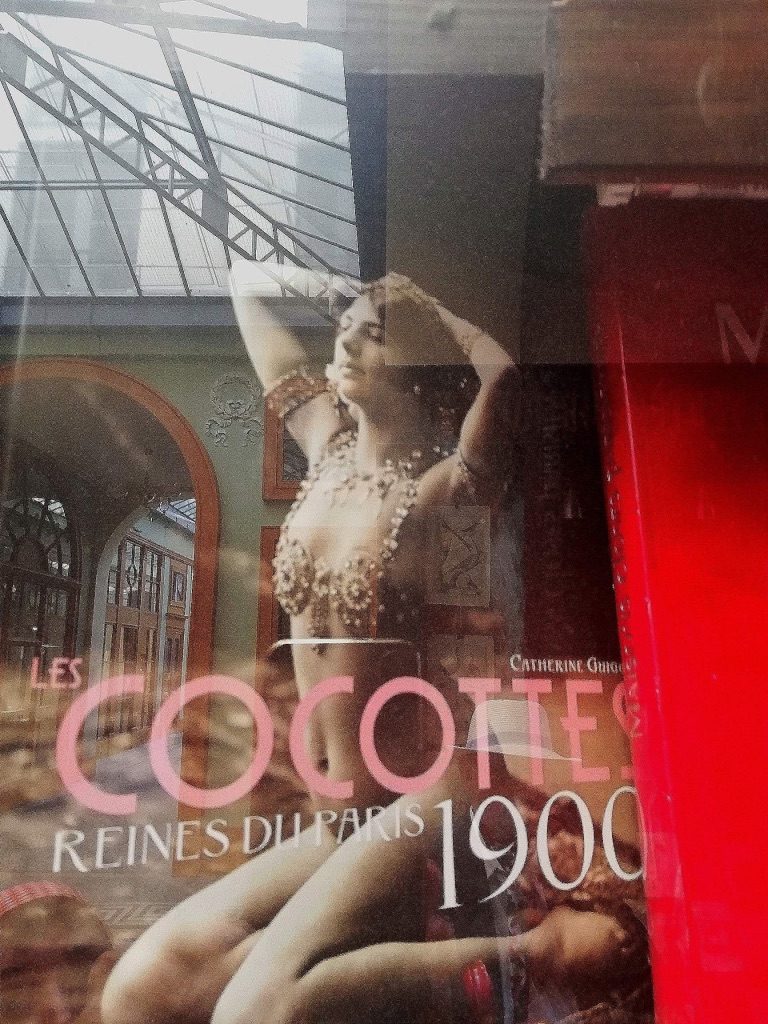 CATHERINE
LES
COCOTTES
REINES DU PARIS
1900
M